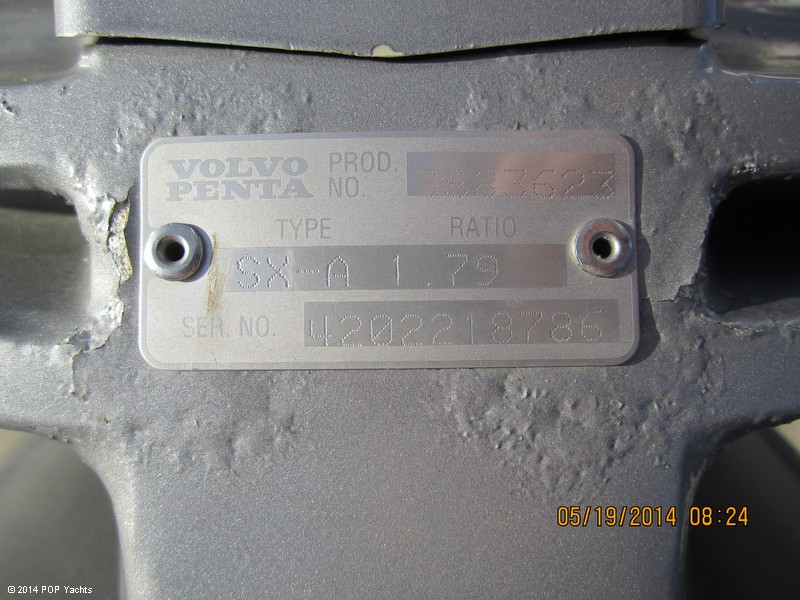 VOLVO PENTA
PROD. NO. 3883623
TYPE RATIO
SX-A 1.79
SER. NO. 4202218786
05/19/2014 08:24
© 2014 POP Yachts